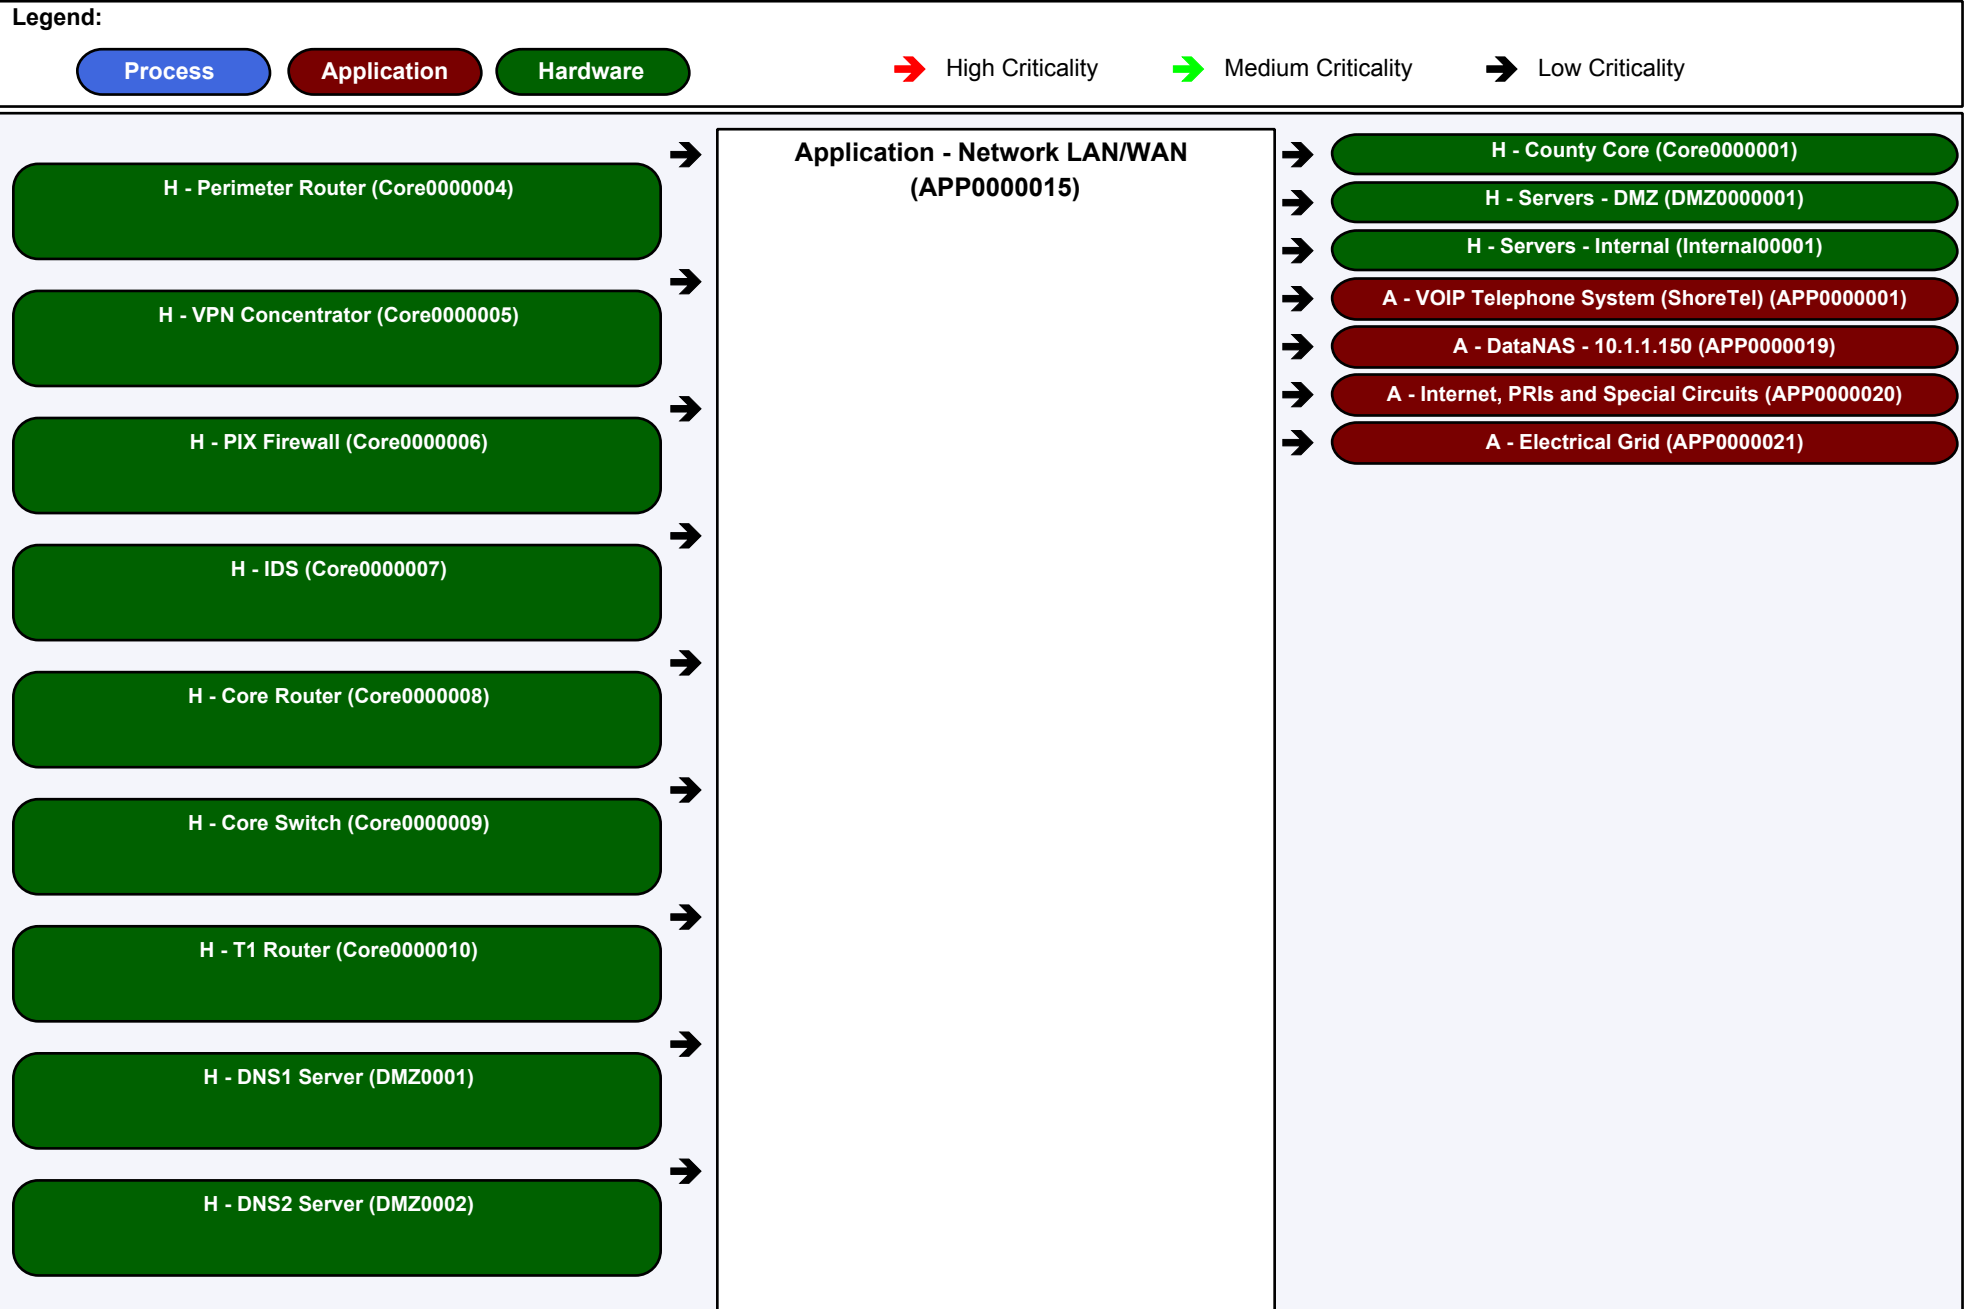 Legend:
Process
Application
Hardware
High Criticality
Medium Criticality
Low Criticality
H - Perimeter Router (Core0000004)
H - VPN Concentrator (Core0000005)
H - PIX Firewall (Core0000006)
H - IDS (Core0000007)
H - Core Router (Core0000008)
H - Core Switch (Core0000009)
H - T1 Router (Core0000010)
H - DNS1 Server (DMZ0001)
H - DNS2 Server (DMZ0002)
Application - Network LAN/WAN
(APP0000015)
H - County Core (Core0000001)
H - Servers - DMZ (DMZ0000001)
H - Servers - Internal (Internal00001)
A - VOIP Telephone System (ShoreTel) (APP0000001)
A - DataNAS - 10.1.1.150 (APP0000019)
A - Internet, PRIs and Special Circuits (APP0000020)
A - Electrical Grid (APP0000021)